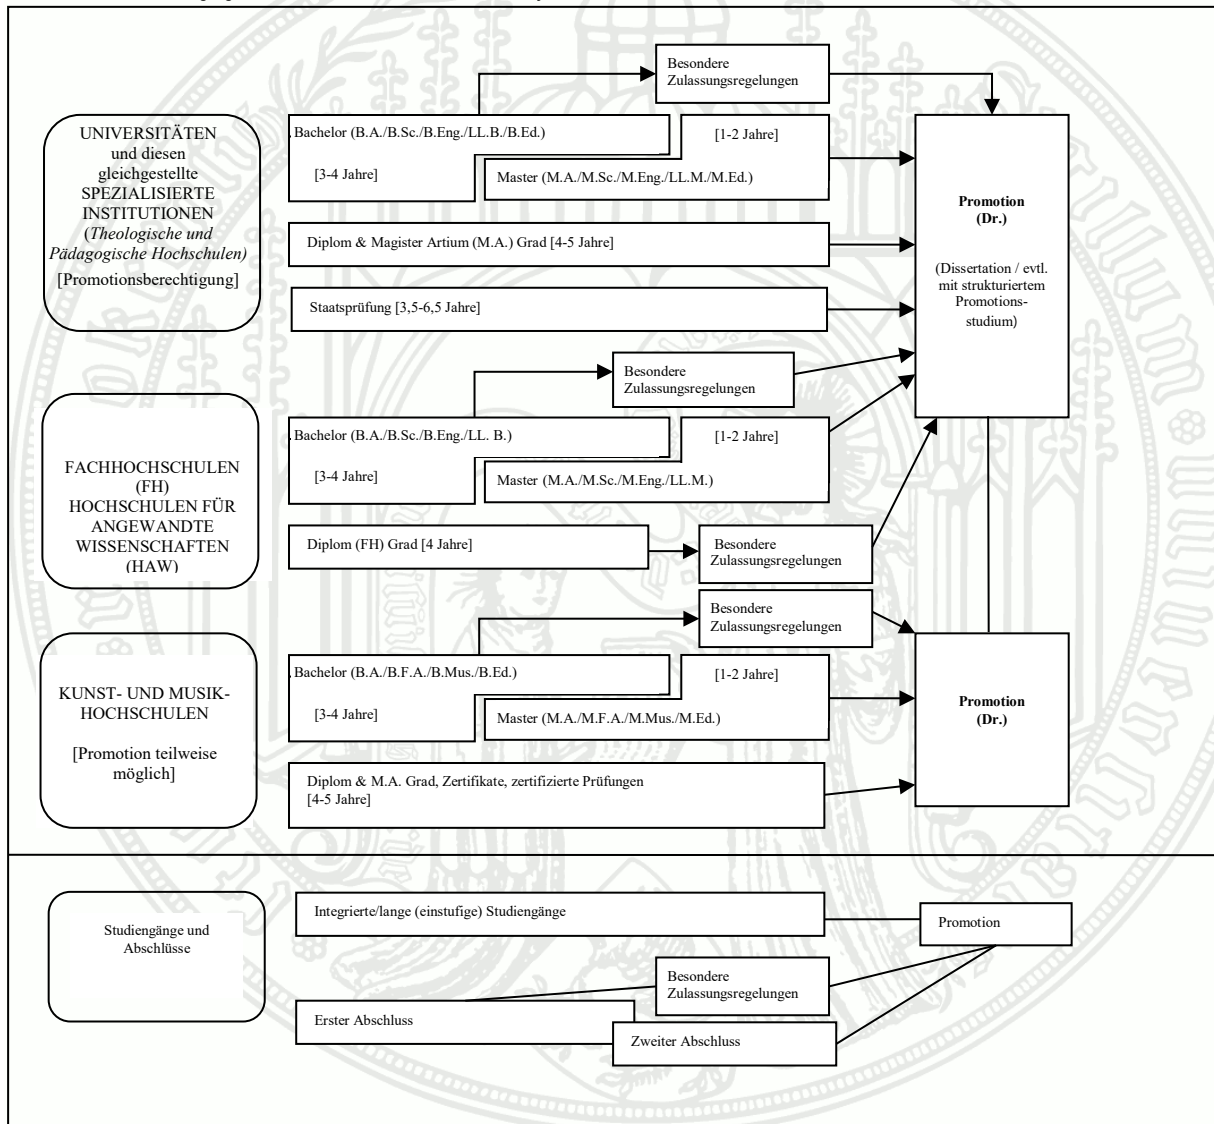 Besondere
Zulassungsregelungen
UNIVERSITÄTEN
und diesen
gleichgestellte
SPEZIALISIERTE
INSTITUTIONEN
(Theologische und
Pädagogische Hochschulen)
[Promotionsberechtigung]
Bachelor (B.A./B.Sc./B.Eng./LL.B./B.Ed.)
[1-2 Jahre]
[3-4 Jahre]
Master (M.A./M.Sc./M.Eng./LL.M./M.Ed.)
Diplom & Magister Artium (M.A.) Grad [4-5 Jahre]
Staatsprüfung [3,5-6,5 Jahre]
Promotion
(Dr.)
(Dissertation / evtl.
mit strukturiertem
Promotions-
studium)
FACHHOCHSCHULEN
(FH)
HOCHSCHULEN FÜR
ANGEWANDTE
WISSENSCHAFTEN
(HAW)
Besondere
Zulassungsregelungen
Bachelor (B.A./B.Sc./B.Eng./LL. B.)
[1-2 Jahre]
[3-4 Jahre]
Master (M.A./M.Sc./M.Eng./LL.M.)
Diplom (FH) Grad [4 Jahre]
Besondere
Zulassungsregelungen
Besondere
Zulassungsregelungen
KUNST- UND MUSIK-
HOCHSCHULEN
[Promotion teilweise
möglich]
Bachelor (B.A./B.F.A./B.Mus./B.Ed.)
[1-2 Jahre]
[3-4 Jahre]
Master (M.A./M.F.A./M.Mus./M.Ed.)
Promotion
(Dr.)
Diplom & M.A. Grad, Zertifikate, zertifizierte Prüfungen
[4-5 Jahre]
Studiengänge und
Abschlüsse
Integrierte/lange (einstufige) Studiengänge
Promotion
Besondere
Zulassungsregelungen
Erster Abschluss
Zweiter Abschluss